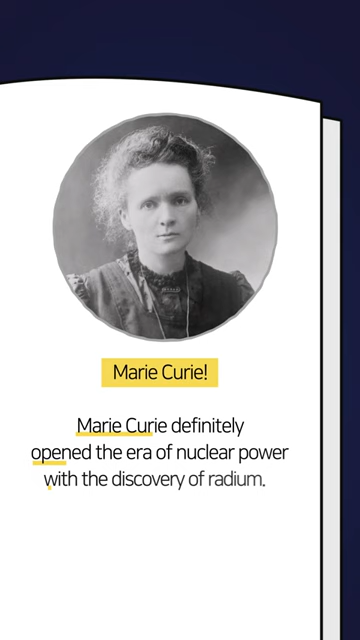 Marie Curie!
Marie Curie definitely
opened the era of nuclear power
with the discovery of radium.